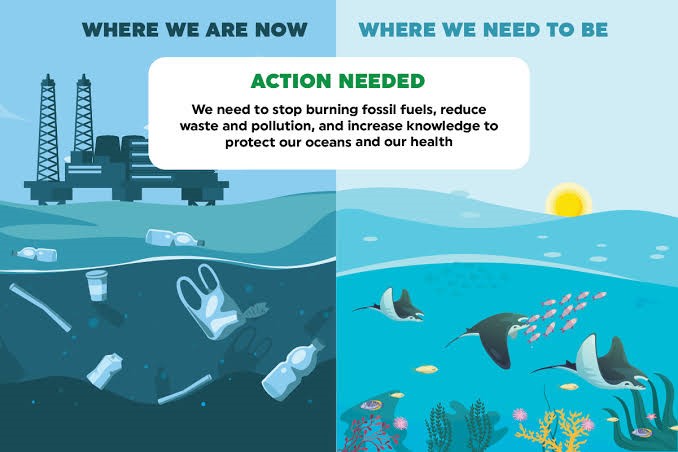 WHERE WE ARE NOW
WHERE WE NEED TO BE
ACTION NEEDED
We need to stop burning fossil fuels, reduce
waste and pollution, and increase knowledge to
protect our oceans and our health